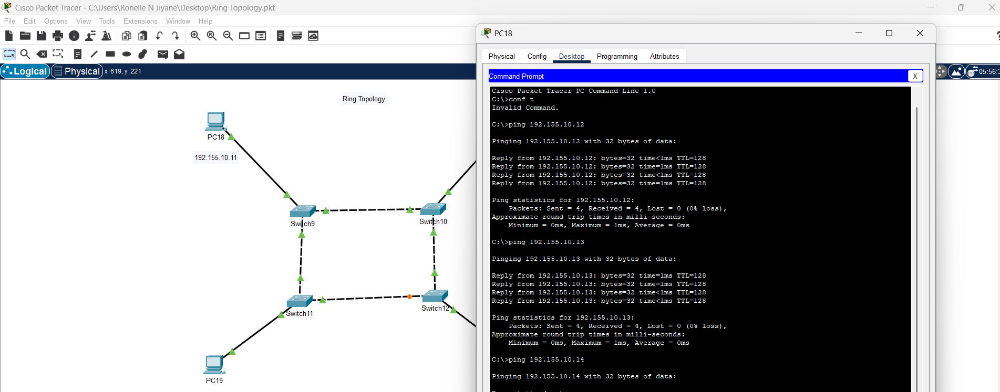 Cisco Packet Tracer - C:\Users\Ronelle N Jiyane\Desktop\Ring Topology.pkt
File Edit Options View Tools Extensions Window Help
Logical Physical x: 619, y: 221
05:56:3
Ring Topology
PC18
192.155.10.11
Switch9
Switch10
Switch11
Switch12
PC19
PC18
Physical Config Desktop Programming Attributes
Command Prompt X
Cisco Packet Tracer PC Command Line 1.0
C:\>conf t
Invalid Command.
C:\>ping 192.155.10.12
Pinging 192.155.10.12 with 32 bytes of data:
Reply from 192.155.10.12: bytes=32 time<1ms TTL=128
Reply from 192.155.10.12: bytes=32 time=1ms TTL=128
Reply from 192.155.10.12: bytes=32 time<1ms TTL=128
Reply from 192.155.10.12: bytes=32 time=1ms TTL=128
Ping statistics for 192.155.10.12:
Packets: Sent = 4, Received = 4, Lost = 0 (0% loss),
Approximate round trip times in milli-seconds:
Minimum = 0ms, Maximum = 1ms, Average = 0ms
C:\>ping 192.155.10.13
Pinging 192.155.10.13 with 32 bytes of data:
Reply from 192.155.10.13: bytes=32 time=1ms TTL=128
Reply from 192.155.10.13: bytes=32 time=1ms TTL=128
Reply from 192.155.10.13: bytes=32 time<1ms TTL=128
Reply from 192.155.10.13: bytes=32 time<1ms TTL=128
Ping statistics for 192.155.10.13:
Packets: Sent = 4, Received = 4, Lost = 0 (0% loss),
Approximate round trip times in milli-seconds:
Minimum = 0ms, Maximum = 1ms, Average = 0ms
C:\>ping 192.155.10.14
Pinging 192.155.10.14 with 32 bytes of data: